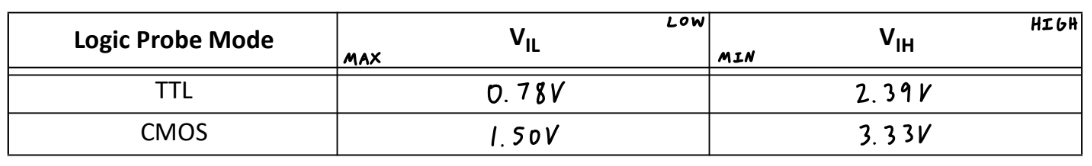 Logic Probe Mode MAX V_IL LOW MIN V_IH HIGH
TTL 0.78V 2.39V
CMOS 1.50V 3.33V